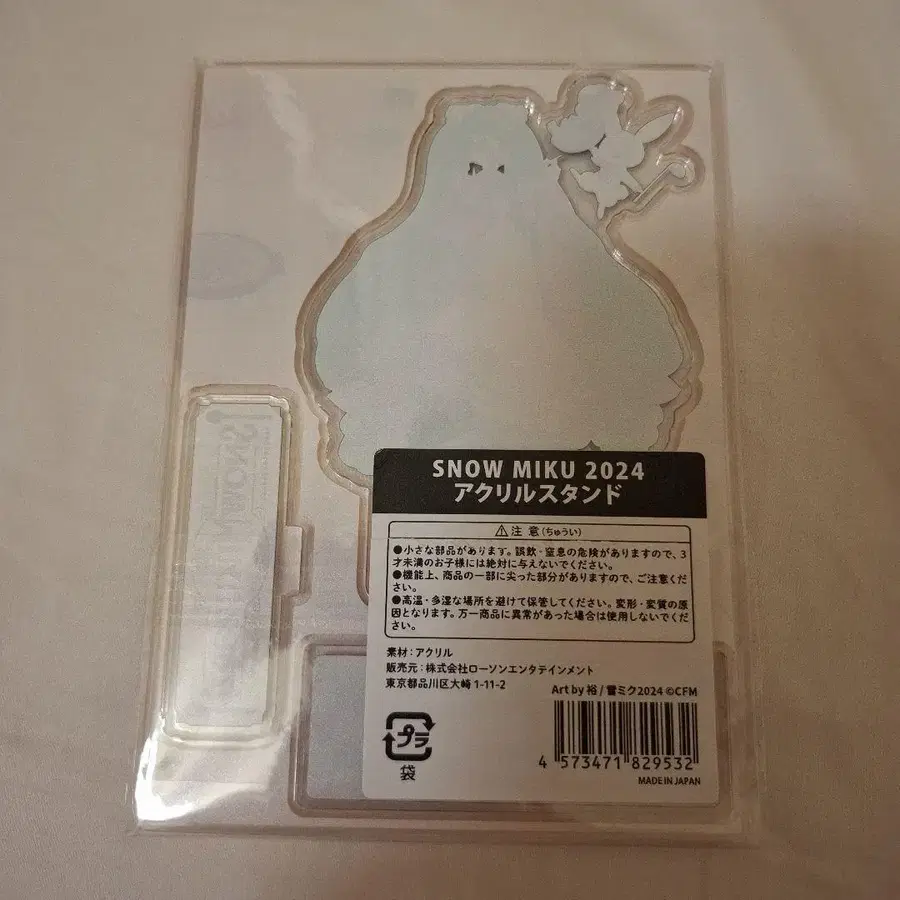 SNOW MIKU 2024
アクリルスタンド
⚠注意(ちゅうい)
●小さな部品があります。誤飲・窒息の危険がありますので、3
才未満のお子様には絶対に与えないでください。
●機能上、商品の一部に尖った部分がありますので、ご注意くだ
さい。
●高温・多湿な場所を避けて保管してください。変形・変質の原
因となります。万一商品に異常があった場合は使用しないでくだ
さい。
素材：アクリル
販売元：株式会社ローソンエンタテインメント
東京都品川区大崎 1-11-2
Art by 裕 / 雪ミク2024 ©CFM
プラ
袋
4 573471 829532
MADE IN JAPAN